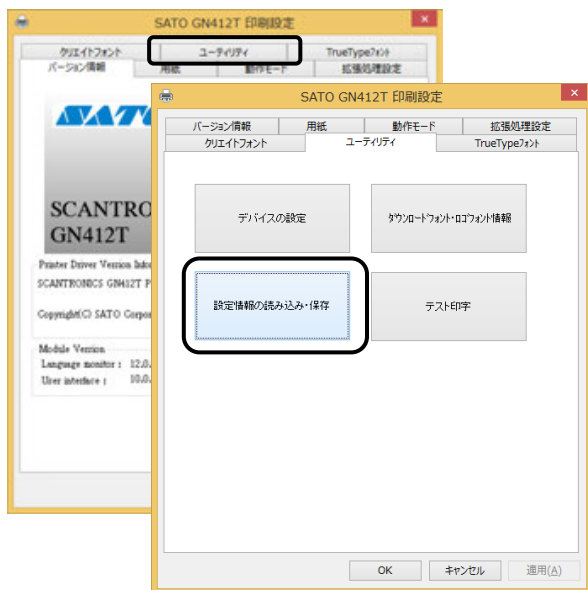 SATO GN412T 印刷設定
クリエイトフォント ユーティリティ TrueTypeフォント
バージョン情報 用紙 動作モード 拡張処理設定
SATO
SCANTRO
GN412T
SCANTRONICS GN412T P
Copyright(C) SATO Corpor
Module Version
Language monitor : 12.0.
User interface : 10.0.
SATO GN412T 印刷設定
バージョン情報 用紙 動作モード 拡張処理設定
クリエイトフォント ユーティリティ TrueTypeフォント
デバイスの設定
ダウンロードフォント・ロゴフォント情報
設定情報の読み込み・保存
テスト印字
OK キャンセル 適用(A)